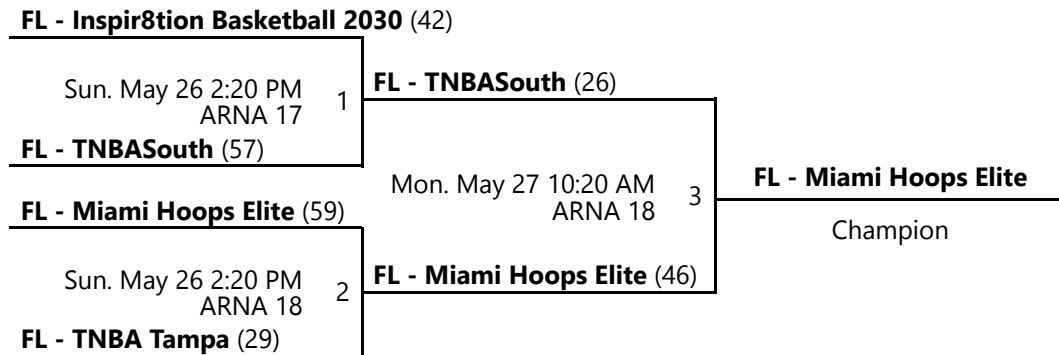 FL - Inspir8tion Basketball 2030 (42)
Sun. May 26 2:20 PM
ARNA 17
1
FL - TNBASouth (57)
FL - TNBASouth (26)
FL - Miami Hoops Elite (59)
Sun. May 26 2:20 PM
ARNA 18
2
FL - TNBA Tampa (29)
FL - Miami Hoops Elite (46)
Mon. May 27 10:20 AM
ARNA 18
3
FL - Miami Hoops Elite
Champion